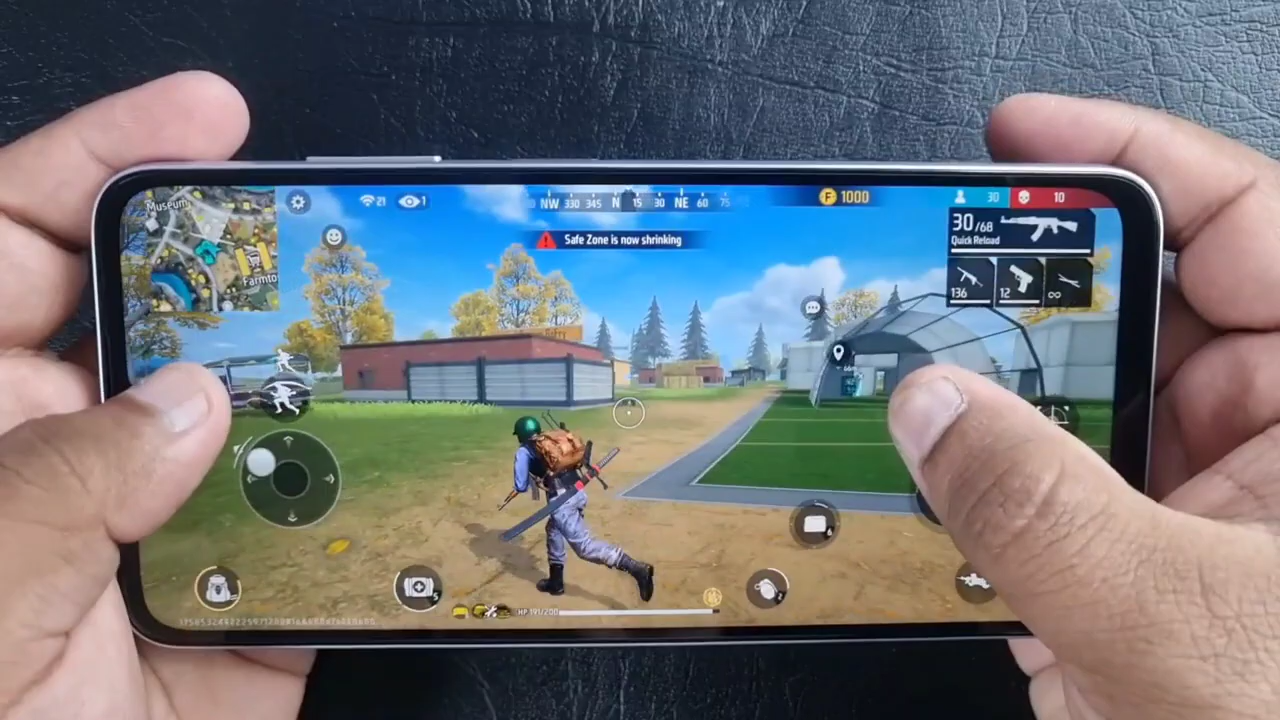 Museum
21
1
NW 330 345 N 15 30 NE 60 75
F 1000
30
10
Safe Zone is now shrinking
30/68
Quick Reload
136
12
∞
Farmto
5
HP 191/200